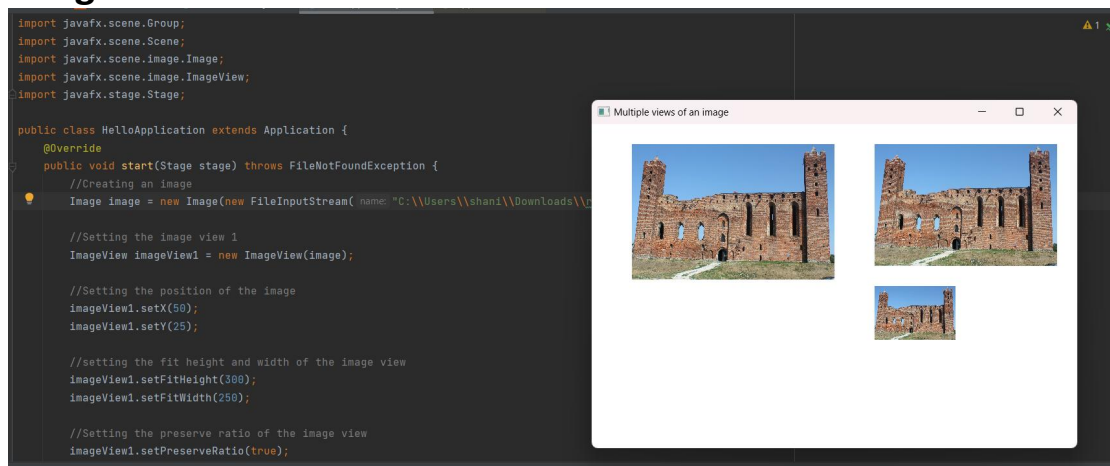 import javafx.scene.Group;
import javafx.scene.Scene;
import javafx.scene.image.Image;
import javafx.scene.image.ImageView;
import javafx.stage.Stage;
public class HelloApplication extends Application {
@Override
public void start(Stage stage) throws FileNotFoundException {
//Creating an image
Image image = new Image(new FileInputStream( name: "C:\\Users\\shani\\Downloads\\
//Setting the image view 1
ImageView imageView1 = new ImageView(image);
//Setting the position of the image
imageView1.setX(50);
imageView1.setY(25);
//setting the fit height and width of the image view
imageView1.setFitHeight(300);
imageView1.setFitWidth(250);
//Setting the preserve ratio of the image view
imageView1.setPreserveRatio(true);
1
Multiple views of an image